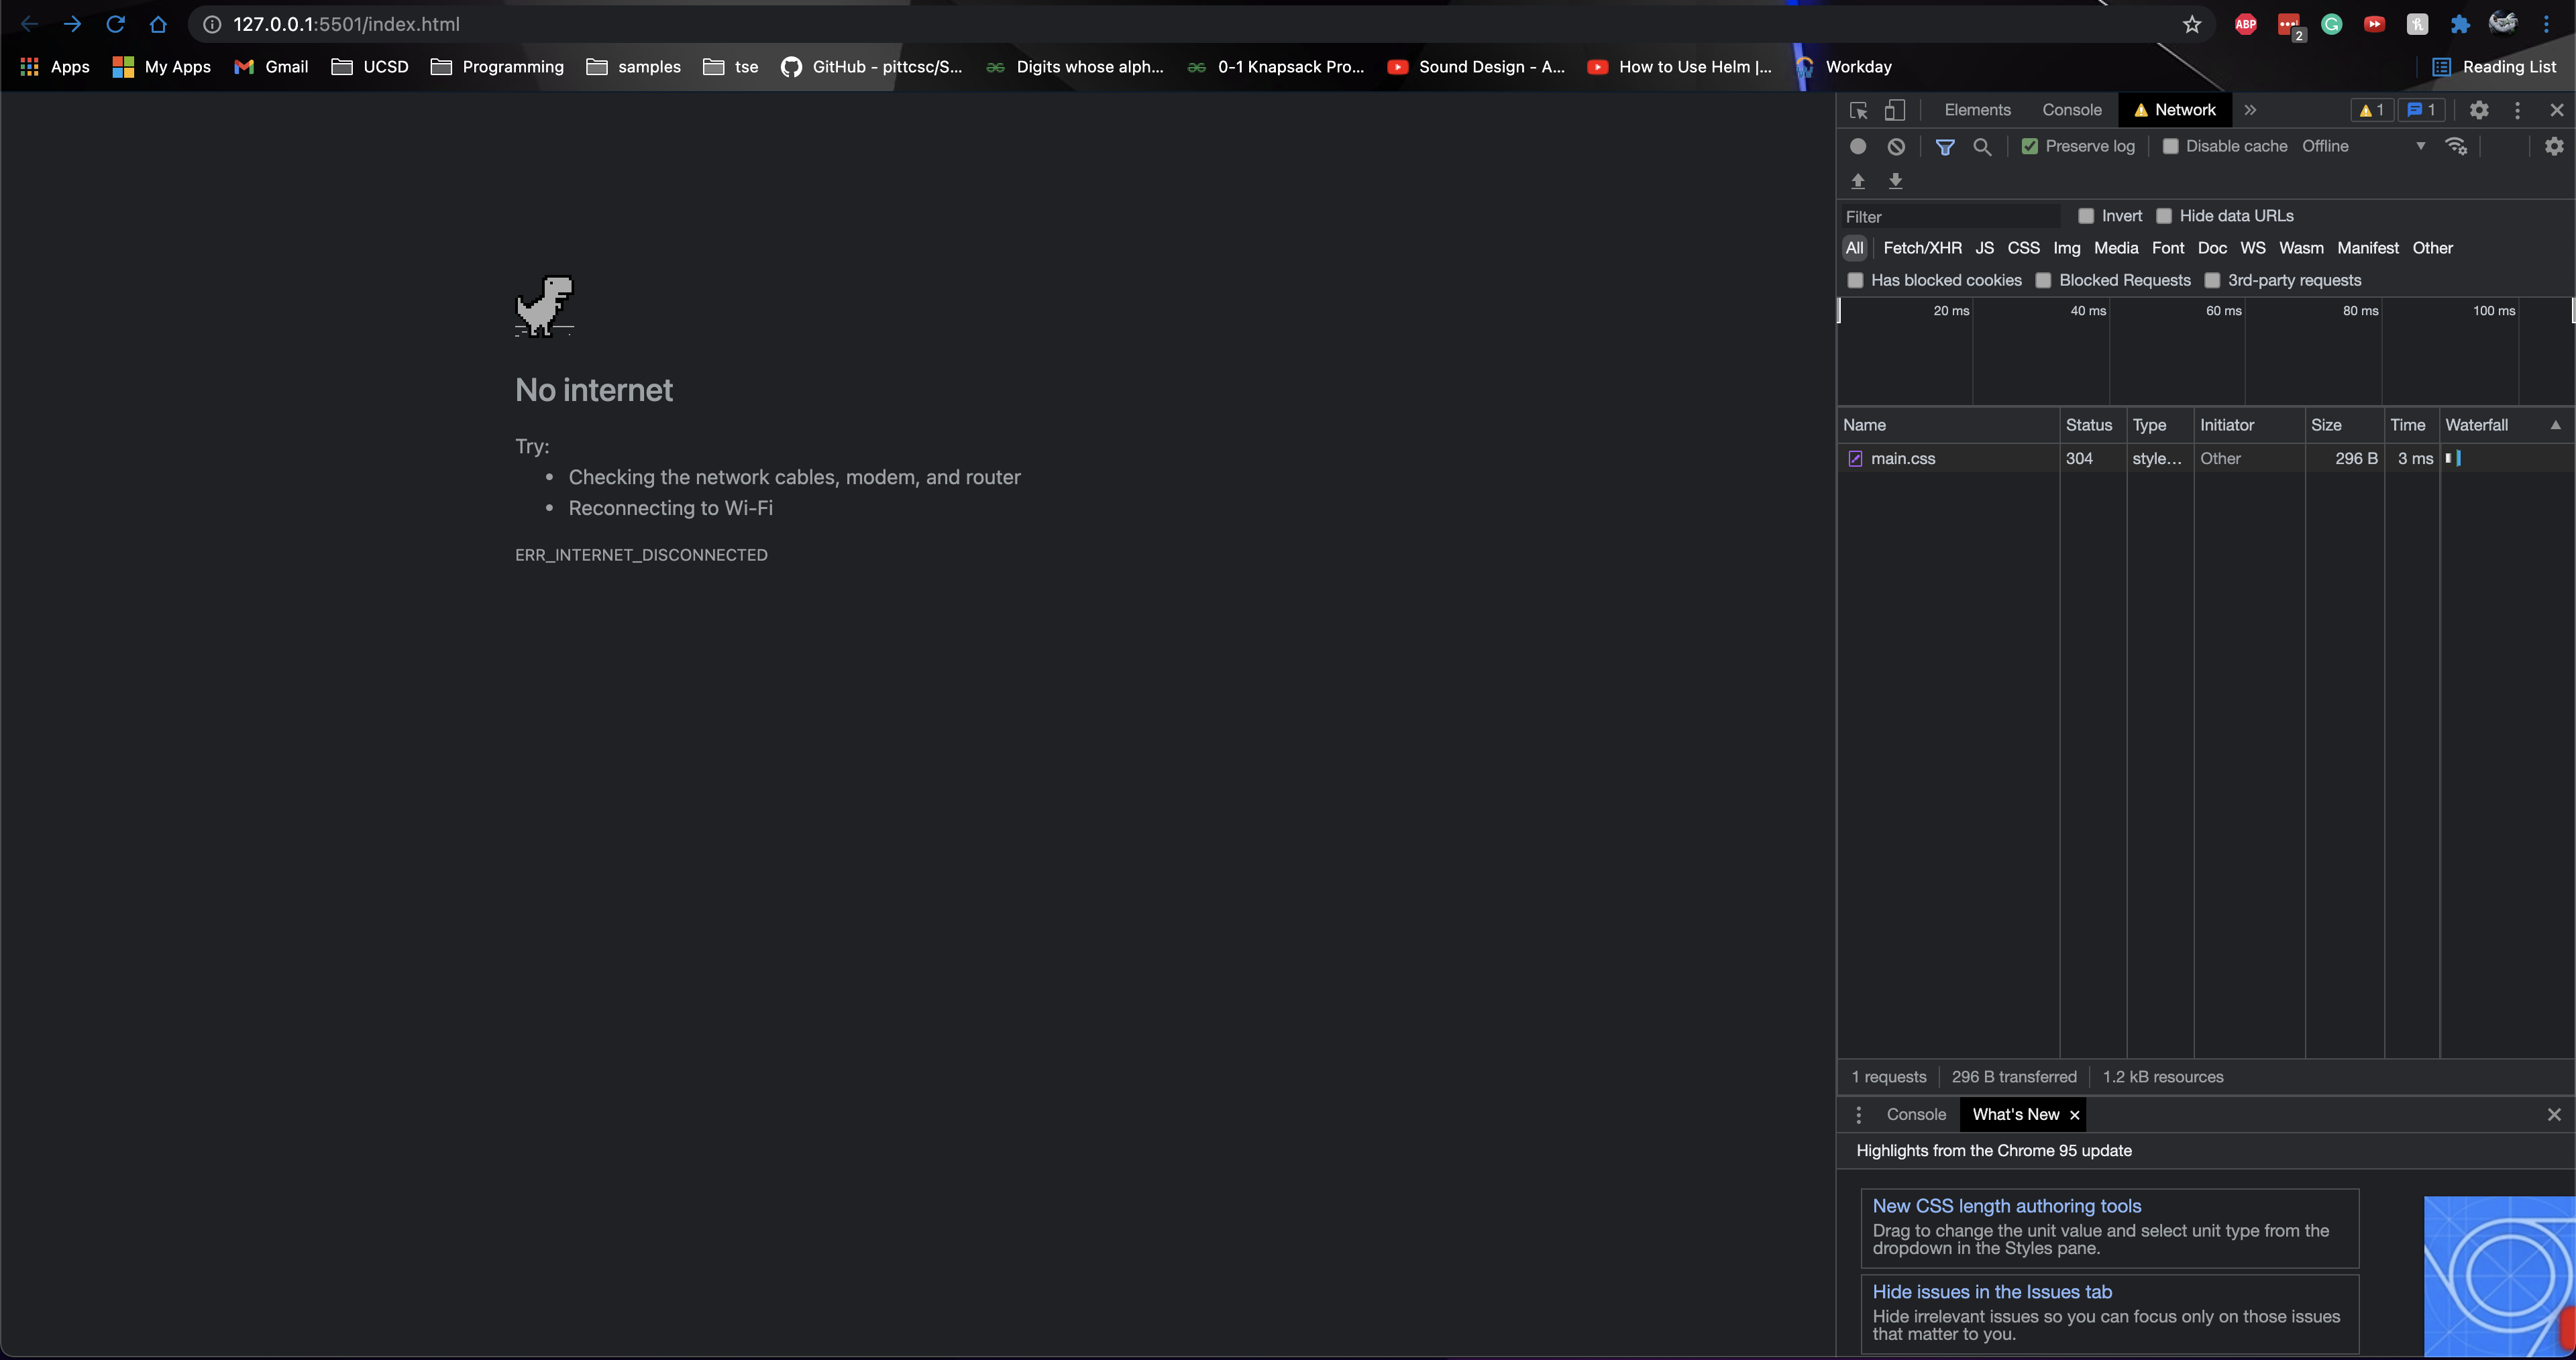 127.0.0.1:5501/index.html
ABP
2
Apps
My Apps
Gmail
UCSD
Programming
samples
tse
GitHub - pittcsc/S...
Digits whose alph...
0-1 Knapsack Pro...
Sound Design - A...
How to Use Helm |...
Workday
Reading List
Elements Console Network 1 1
Preserve log Disable cache Offline
Filter Invert Hide data URLs
All Fetch/XHR JS CSS Img Media Font Doc WS Wasm Manifest Other
Has blocked cookies Blocked Requests 3rd-party requests
20 ms 40 ms 60 ms 80 ms 100 ms
No internet
Try:
• Checking the network cables, modem, and router
• Reconnecting to Wi-Fi
ERR_INTERNET_DISCONNECTED
Name Status Type Initiator Size Time Waterfall
main.css 304 style... Other 296 B 3 ms
1 requests 296 B transferred 1.2 kB resources
Console What's New
Highlights from the Chrome 95 update
New CSS length authoring tools
Drag to change the unit value and select unit type from the
dropdown in the Styles pane.
Hide issues in the Issues tab
Hide irrelevant issues so you can focus only on those issues
that matter to you.